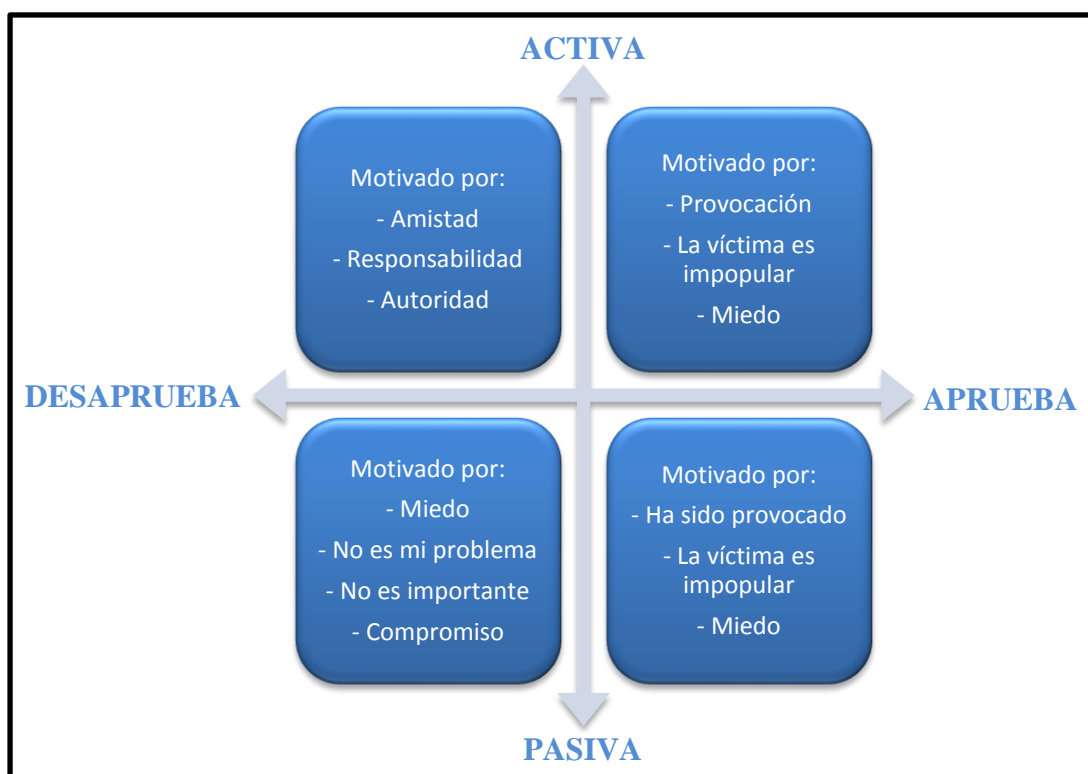 ACTIVA
Motivado por:
- Amistad
- Responsabilidad
- Autoridad
Motivado por:
- Provocación
- La víctima es
impopular
- Miedo
DESAPRUEBA
APRUEBA
Motivado por:
- Miedo
- No es mi problema
- No es importante
- Compromiso
Motivado por:
- Ha sido provocado
- La víctima es
impopular
- Miedo
PASIVA